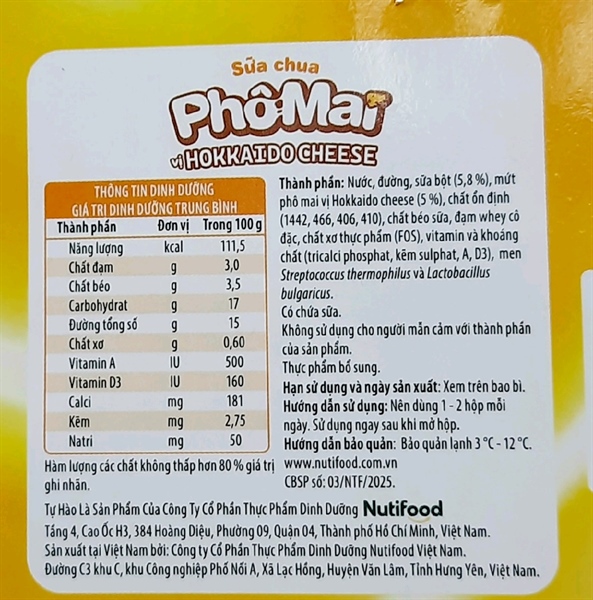 Sữa chua
PhôMai
vị HOKKAIDO CHEESE
THÔNG TIN DINH DƯỠNG
GIÁ TRỊ DINH DƯỠNG TRUNG BÌNH
Thành phần Đơn vị Trong 100 g
Năng lượng kcal 111,5
Chất đạm g 3,0
Chất béo g 3,5
Carbohydrat g 17
Đường tổng số g 15
Chất xơ g 0,60
Vitamin A IU 500
Vitamin D3 IU 160
Calci mg 181
Kẽm mg 2,75
Natri mg 50
Hàm lượng các chất không thấp hơn 80 % giá trị
ghi nhãn.
Thành phần: Nước, đường, sữa bột (5,8 %), mứt
phô mai vị Hokkaido cheese (5 %), chất ổn định
(1442, 466, 406, 410), chất béo sữa, đạm whey cô
đặc, chất xơ thực phẩm (FOS), vitamin và khoáng
chất (tricalci phosphat, kẽm sulphat, A, D3), men
Streptococcus thermophilus và Lactobacillus
bulgaricus.
Có chứa sữa.
Không sử dụng cho người mẫn cảm với thành phần
của sản phẩm.
Thực phẩm bổ sung.
Hạn sử dụng và ngày sản xuất: Xem trên bao bì.
Hướng dẫn sử dụng: Nên dùng 1 - 2 hộp mỗi
ngày. Sử dụng ngay sau khi mở hộp.
Hướng dẫn bảo quản: Bảo quản lạnh 3 °C - 12 °C.
www.nutifood.com.vn
CBSP số: 03/NTF/2025.
Tự Hào Là Sản Phẩm Của Công Ty Cổ Phần Thực Phẩm Dinh Dưỡng Nutifood
Tầng 4, Cao Ốc H3, 384 Hoàng Diệu, Phường 09, Quận 04, Thành phố Hồ Chí Minh, Việt Nam.
Sản xuất tại Việt Nam bởi: Công ty Cổ Phần Thực Phẩm Dinh Dưỡng Nutifood Việt Nam.
Đường C3 khu C, khu Công nghiệp Phố Nối A, Xã Lạc Hồng, Huyện Văn Lâm, Tỉnh Hưng Yên, Việt Nam.